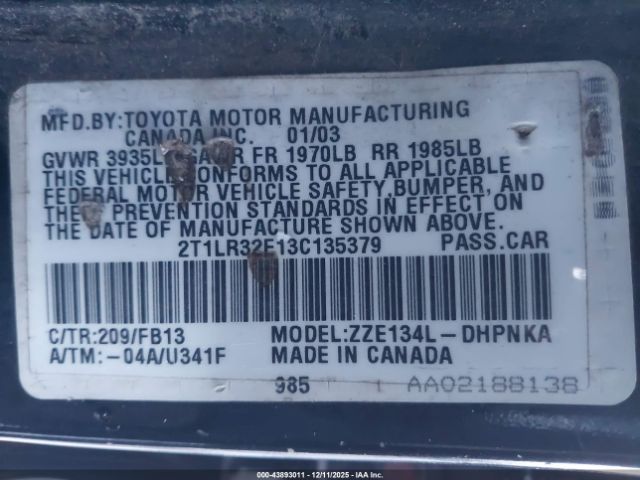 MFD.BY:TOYOTA MOTOR MANUFACTURING
CANADA INC. 01/03
GVWR 3935LB GAWR FR 1970LB RR 1985LB
THIS VEHICLE CONFORMS TO ALL APPLICABLE
FEDERAL MOTOR VEHICLE SAFETY,BUMPER, AND
THEFT PREVENTION STANDARDS IN EFFECT ON
THE DATE OF MANUFACTURE SHOWN ABOVE.
2T1LR32E13C135379 PASS.CAR
C/TR:209/FB13 MODEL:ZZE134L-DHPNKA
A/TM:-04A/U341F MADE IN CANADA
985 AA02188138
000-43893011 - 12/11/2025 - IAA Inc.